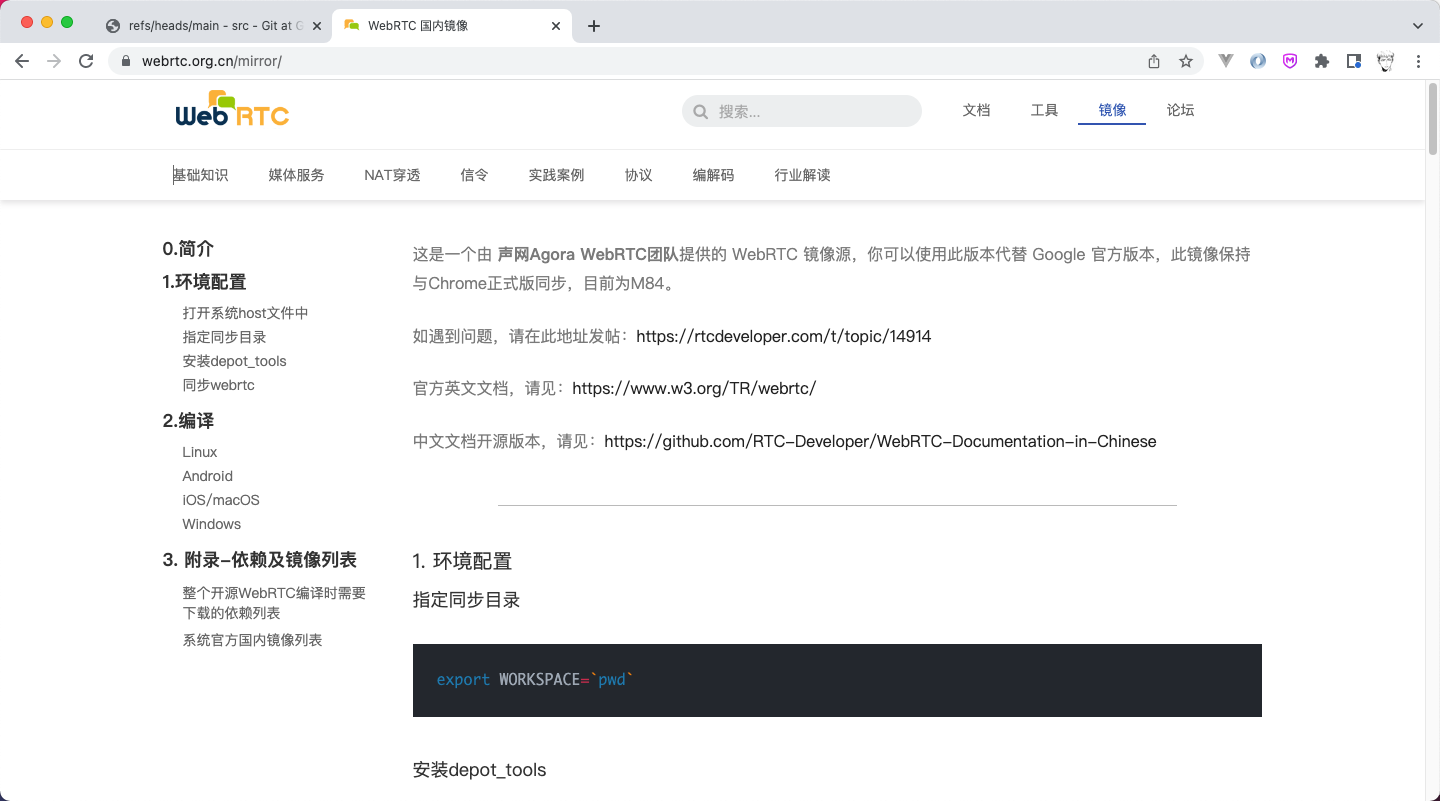 refs/heads/main - src - Git at G
WebRTC 国内镜像
webrtc.org.cn/mirror/
Web RTC
搜索...
文档
工具
镜像
论坛
基础知识
媒体服务
NAT穿透
信令
实践案例
协议
编解码
行业解读
0.简介
1.环境配置
打开系统host文件中
指定同步目录
安装depot_tools
同步webrtc
2.编译
Linux
Android
iOS/macOS
Windows
3. 附录-依赖及镜像列表
整个开源WebRTC编译时需要
下载的依赖列表
系统官方国内镜像列表
这是一个由 声网Agora WebRTC团队提供的 WebRTC 镜像源，你可以使用此版本代替 Google 官方版本，此镜像保持
与Chrome正式版同步，目前为M84。
如遇到问题，请在此地址发帖：https://rtcdeveloper.com/t/topic/14914
官方英文文档，请见：https://www.w3.org/TR/webrtc/
中文文档开源版本，请见：https://github.com/RTC-Developer/WebRTC-Documentation-in-Chinese
1. 环境配置
指定同步目录
export WORKSPACE=`pwd`
安装depot_tools